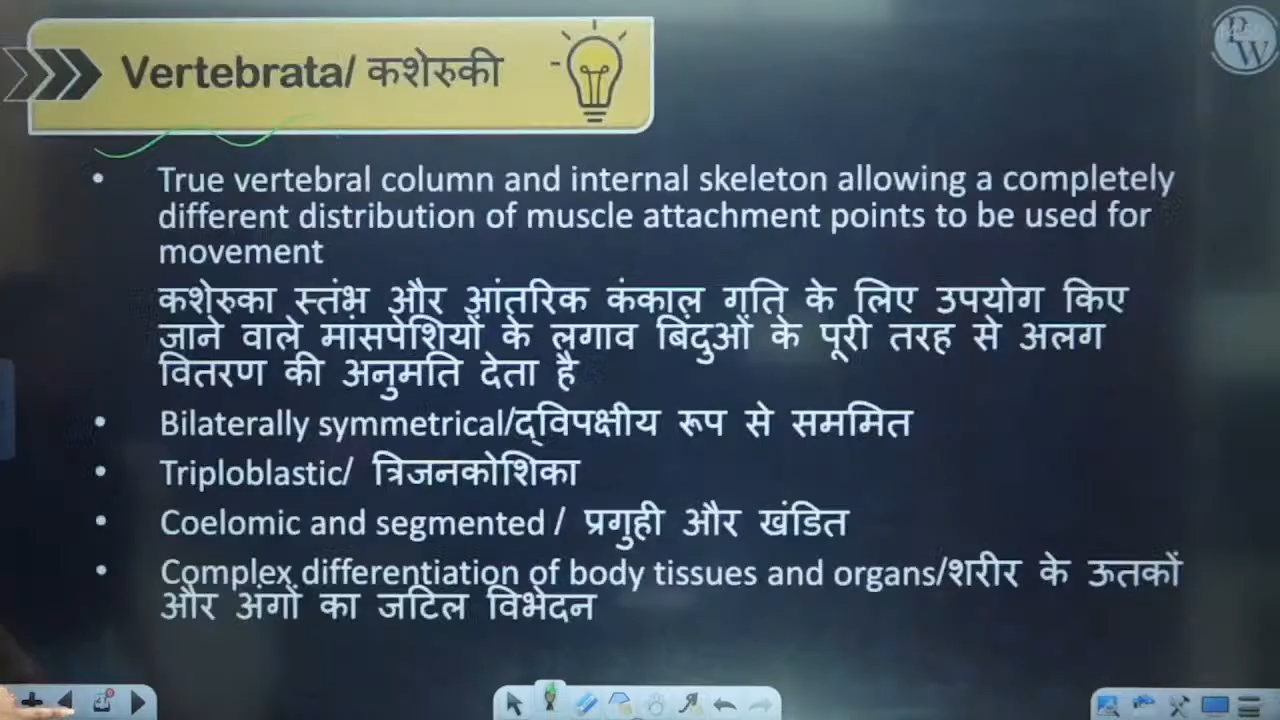 Vertebrata/ कशेरुकी
PW
• True vertebral column and internal skeleton allowing a completely
different distribution of muscle attachment points to be used for
movement
कशेरुका स्तंभ और आंतरिक कंकाल गति के लिए उपयोग किए
जाने वाले मांसपेशियों के लगाव बिंदुओं के पूरी तरह से अलग
वितरण की अनुमति देता है
• Bilaterally symmetrical/द्विपक्षीय रूप से सममित
• Triploblastic/ त्रिजनकोशिका
• Coelomic and segmented / प्रगुही और खंडित
• Complex differentiation of body tissues and organs/शरीर के ऊतकों
और अंगों का जटिल विभेदन